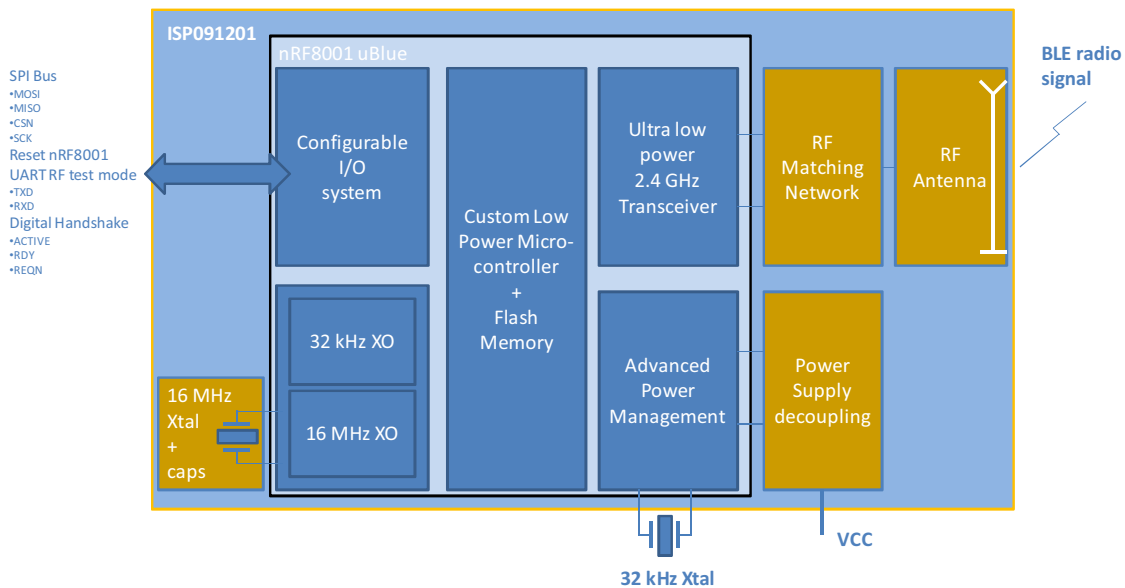 ISP091201
nRF8001 uBlue
SPI Bus
•MOSI
•MISO
•CSN
•SCK
Reset nRF8001
UART RF test mode
•TXD
•RXD
Digital Handshake
•ACTIVE
•RDY
•REQN
Configurable
I/O
system
32 kHz XO
16 MHz XO
16 MHz
Xtal
+
caps
Custom Low
Power Micro-
controller
+
Flash
Memory
Ultra low
power
2.4 GHz
Transceiver
Advanced
Power
Management
RF
Matching
Network
RF
Antenna
Power
Supply
decoupling
BLE radio
signal
VCC
32 kHz Xtal